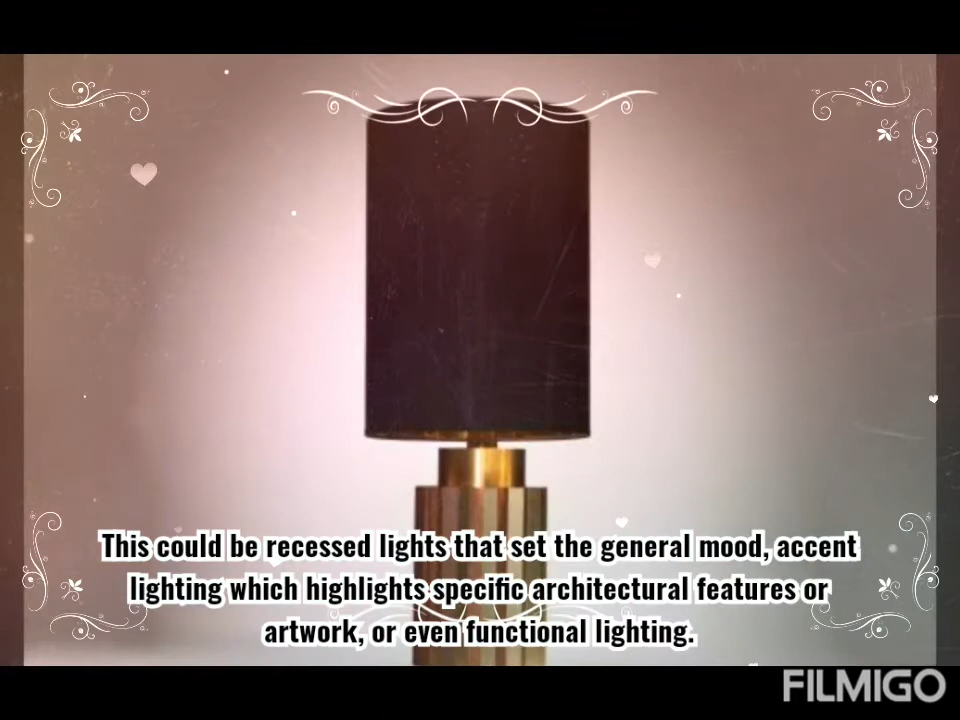 This could be recessed lights that set the general mood, accent
lighting which highlights specific architectural features or
artwork, or even functional lighting.
FILMIGO